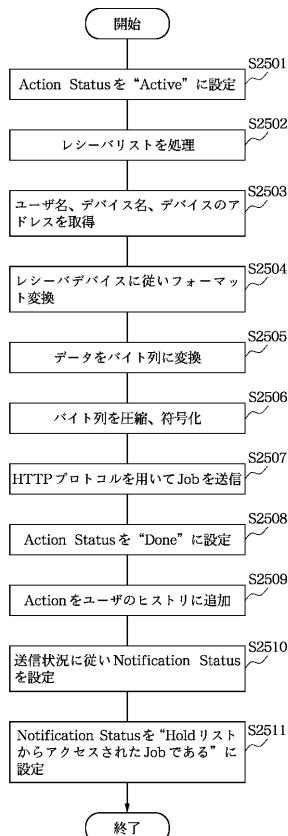 開始
S2501
Action Statusを“Active”に設定
S2502
レシーバリストを処理
S2503
ユーザ名、デバイス名、デバイスのア
ドレスを取得
S2504
レシーバデバイスに従いフォーマッ
ト変換
S2505
データをバイト列に変換
S2506
バイト列を圧縮、符号化
S2507
HTTPプロトコルを用いてJobを送信
S2508
Action Statusを“Done”に設定
S2509
Actionをユーザのヒストリに追加
S2510
送信状況に従いNotification Status
を設定
S2511
Notification Statusを“Holdリスト
からアクセスされたJobである”に
設定
終了